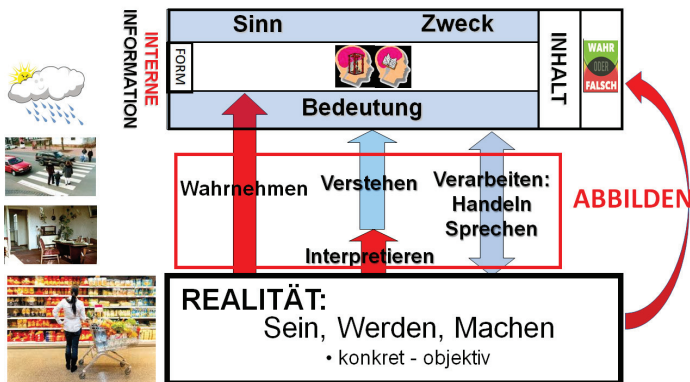 Sinn Zweck
INTERNE
INFORMATION
FORM
INHALT
WAHR
ODER
FALSCH
Bedeutung
Wahrnehmen
Verstehen
Verarbeiten:
Handeln
Sprechen
ABBILDEN
Interpretieren
REALITÄT:
Sein, Werden, Machen
• konkret - objektiv